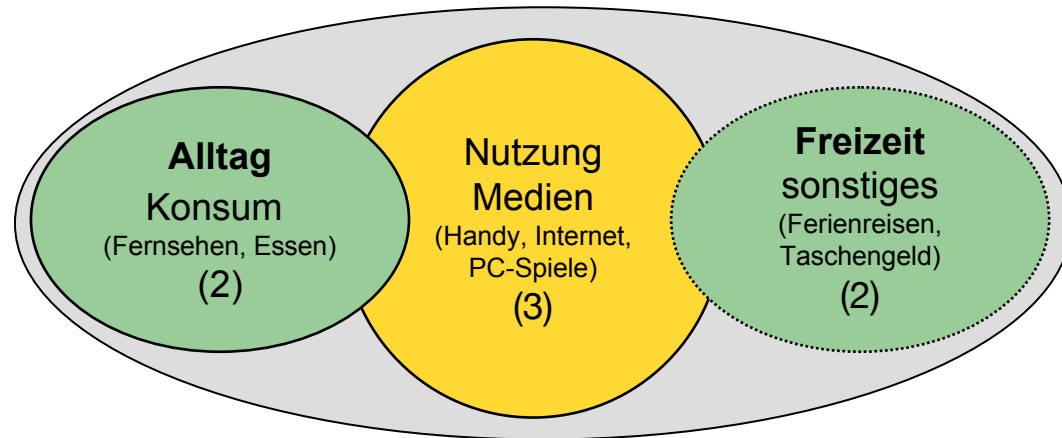 Alltag
Konsum
(Fernsehen, Essen)
(2)
Nutzung
Medien
(Handy, Internet,
PC-Spiele)
(3)
Freizeit
sonstiges
(Ferienreisen,
Taschengeld)
(2)